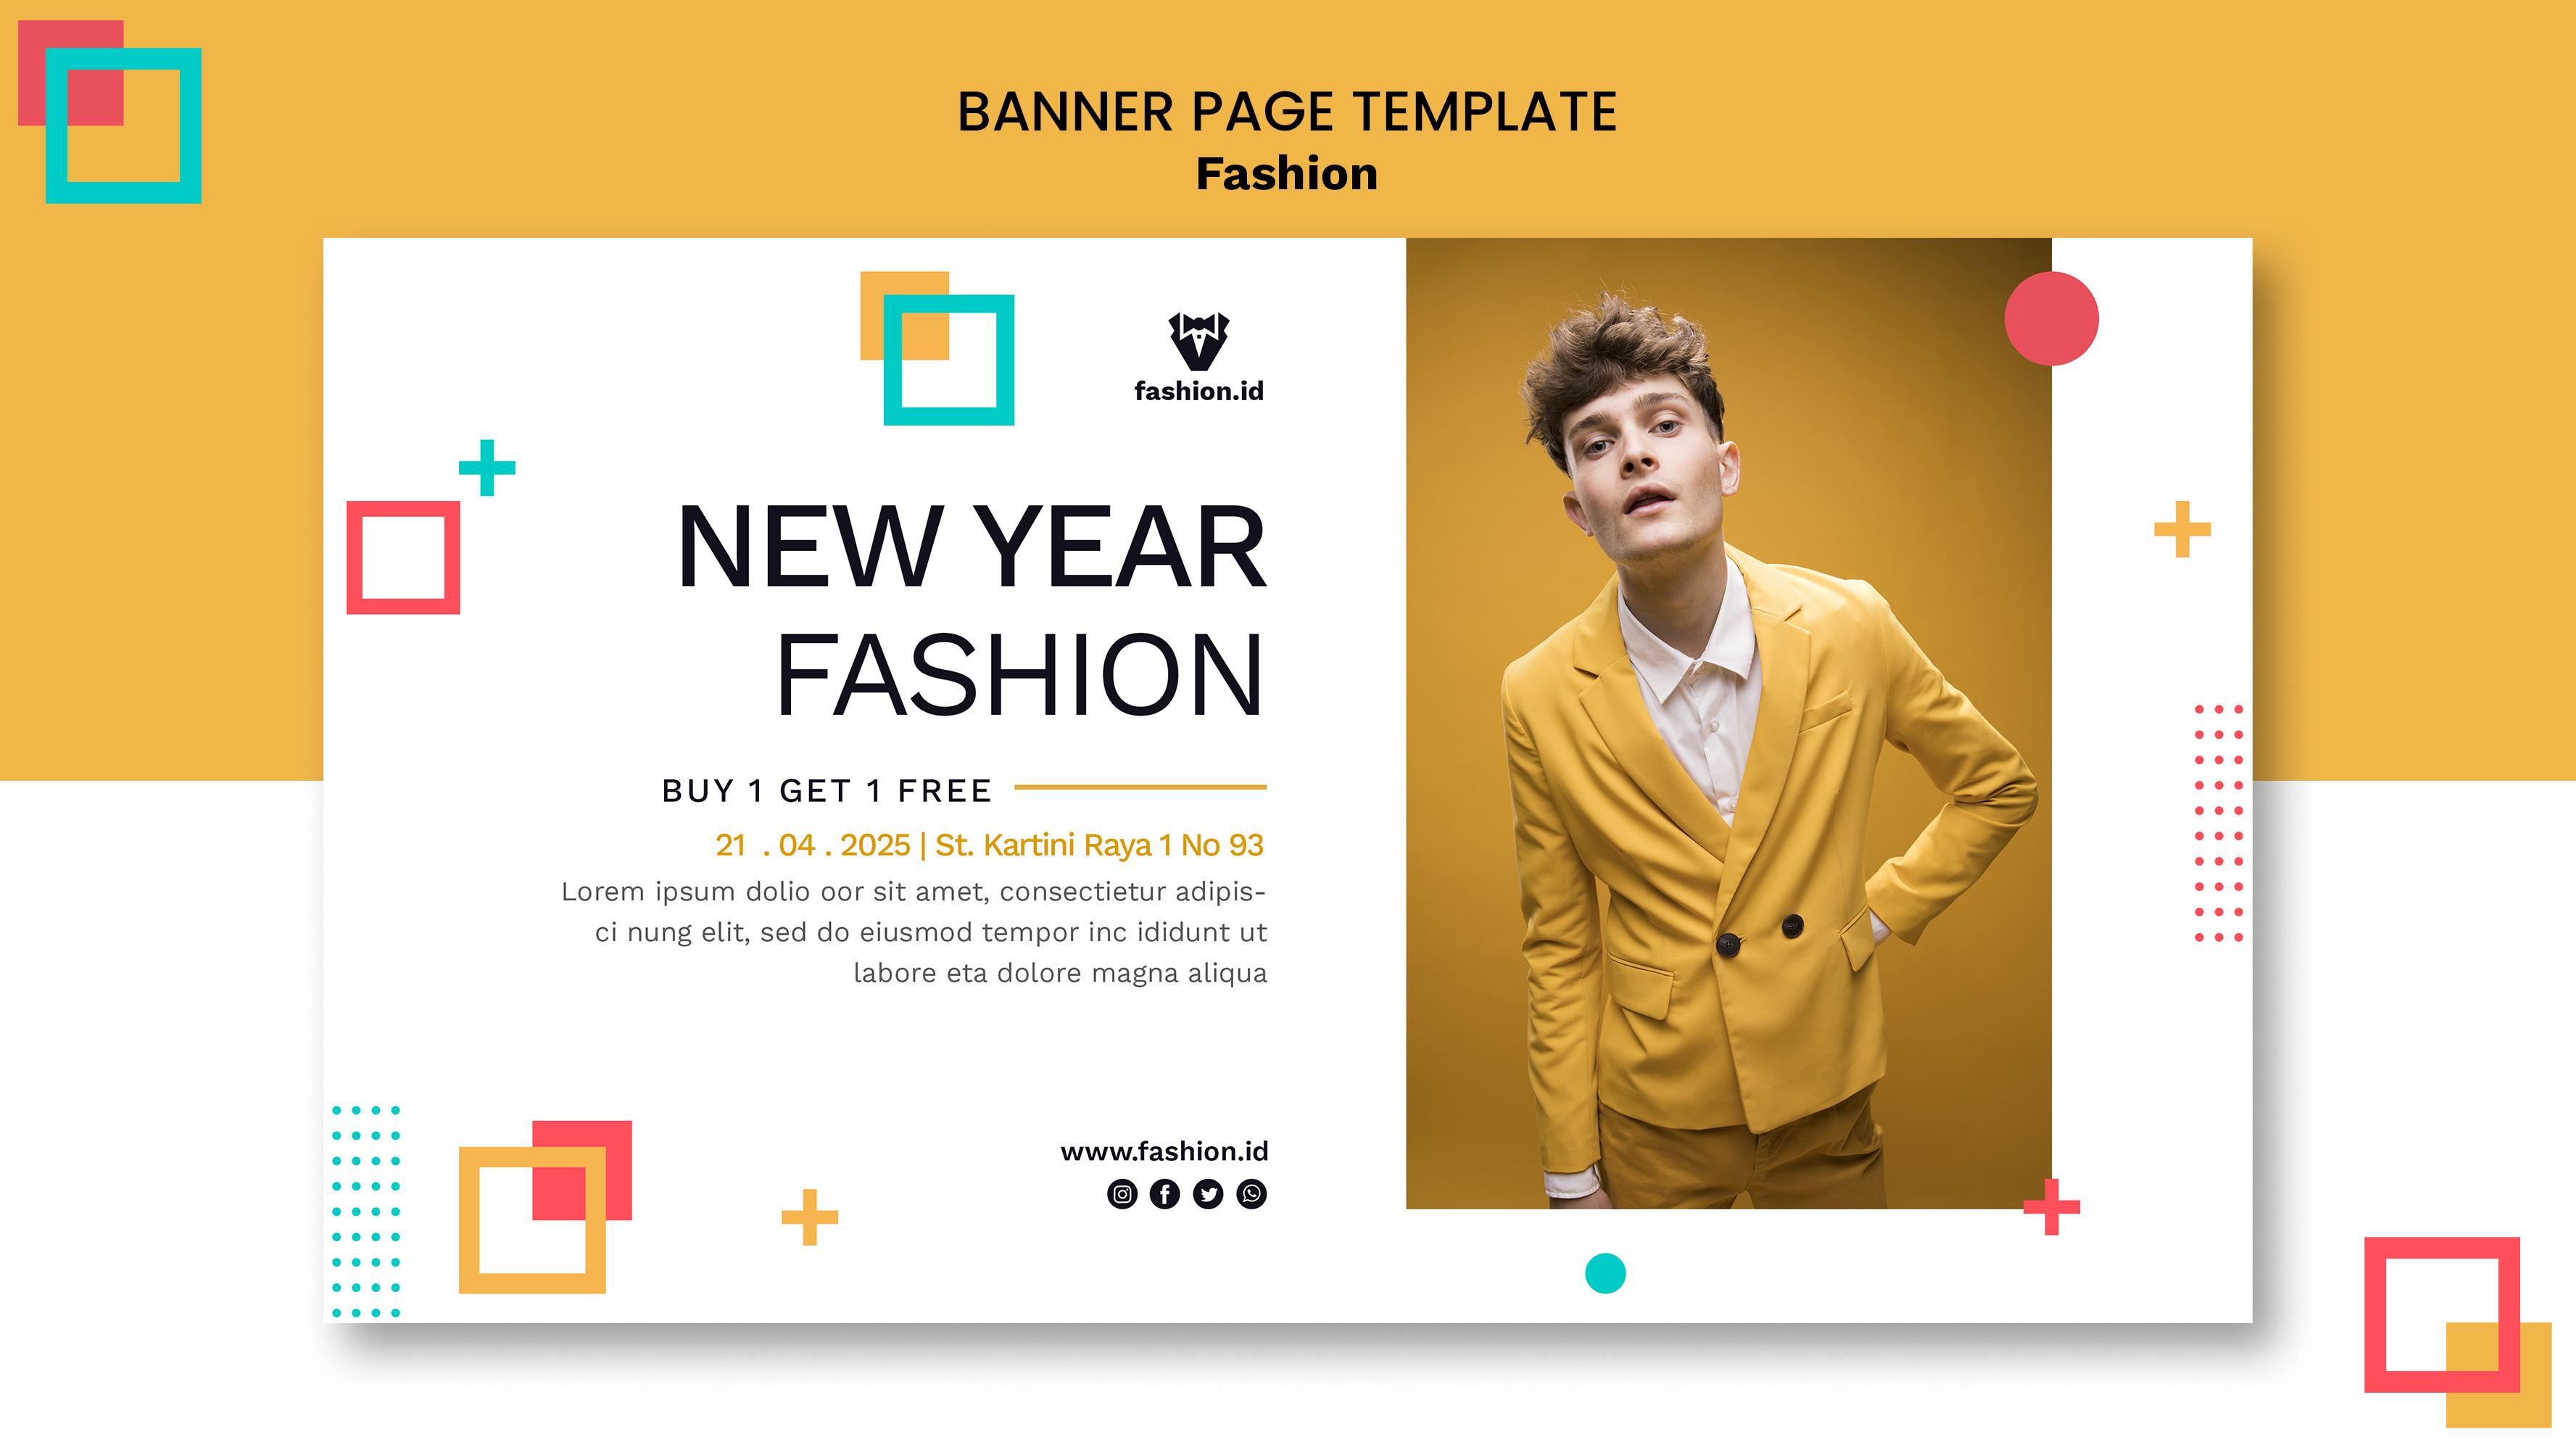 BANNER PAGE TEMPLATE
Fashion
fashion.id
NEW YEAR
FASHION
BUY 1 GET 1 FREE
21 . 04 . 2025 | St. Kartini Raya 1 No 93
Lorem ipsum dolio oor sit amet, consectietur adipis-
ci nung elit, sed do eiusmod tempor inc ididunt ut
labore eta dolore magna aliqua
www.fashion.id